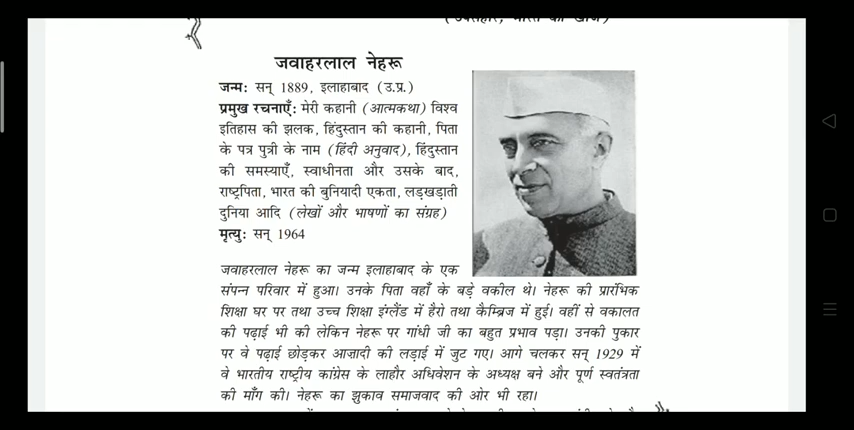 (उपसंहार, भारत की खोज)
जवाहरलाल नेहरू
जन्म: सन् 1889, इलाहाबाद (उ.प्र.)
प्रमुख रचनाएँ: मेरी कहानी (आत्मकथा) विश्व
इतिहास की झलक, हिंदुस्तान की कहानी, पिता
के पत्र पुत्री के नाम (हिंदी अनुवाद), हिंदुस्तान
की समस्याएँ, स्वाधीनता और उसके बाद,
राष्ट्रपिता, भारत की बुनियादी एकता, लड़खड़ाती
दुनिया आदि (लेखों और भाषणों का संग्रह)
मृत्यु: सन् 1964
जवाहरलाल नेहरू का जन्म इलाहाबाद के एक
संपन्न परिवार में हुआ। उनके पिता वहाँ के बड़े वकील थे। नेहरू की प्रारंभिक
शिक्षा घर पर तथा उच्च शिक्षा इंग्लैंड में हैरो तथा कैम्ब्रिज में हुई। वहीं से वकालत
की पढ़ाई भी की लेकिन नेहरू पर गांधी जी का बहुत प्रभाव पड़ा। उनकी पुकार
पर वे पढ़ाई छोड़कर आज़ादी की लड़ाई में जुट गए। आगे चलकर सन् 1929 में
वे भारतीय राष्ट्रीय कांग्रेस के लाहौर अधिवेशन के अध्यक्ष बने और पूर्ण स्वतंत्रता
की माँग की। नेहरू का झुकाव समाजवाद की ओर भी रहा।